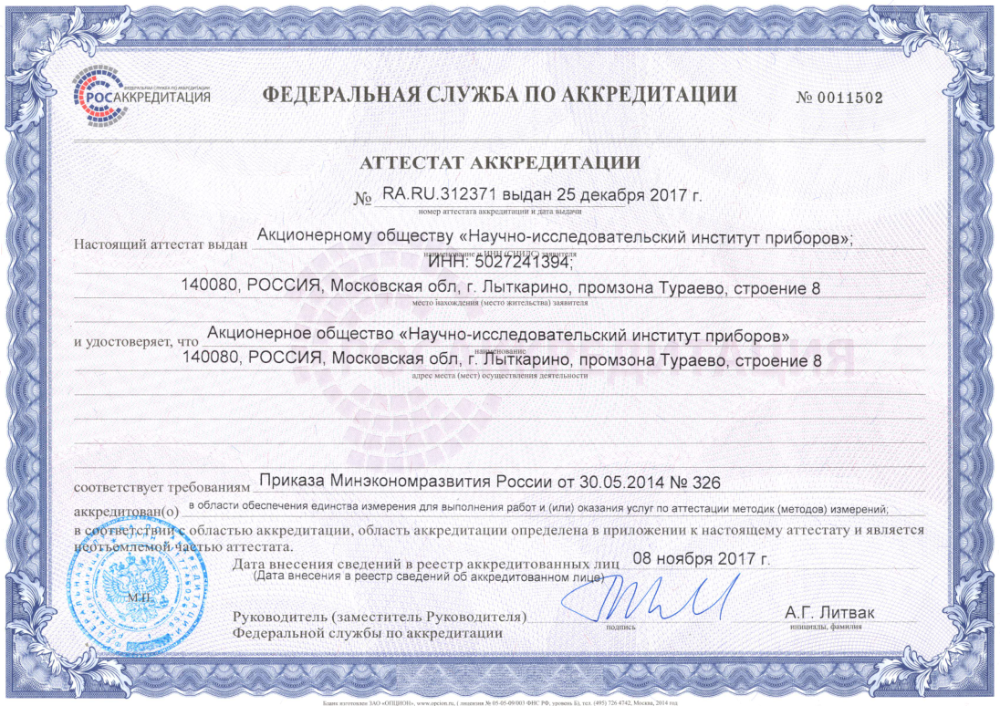 ФЕДЕРАЛЬНАЯ СЛУЖБА ПО АККРЕДИТАЦИИ
РОСАККРЕДИТАЦИЯ
ФЕДЕРАЛЬНАЯ СЛУЖБА ПО АККРЕДИТАЦИИ
№ 0011502
АТТЕСТАТ АККРЕДИТАЦИИ
№ RA.RU.312371 выдан 25 декабря 2017 г.
номер аттестата аккредитации и дата выдачи
Настоящий аттестат выдан Акционерному обществу «Научно-исследовательский институт приборов»;
наименование и ИНН (СНИЛС) заявителя
ИНН: 5027241394;
140080, РОССИЯ, Московская обл, г. Лыткарино, промзона Тураево, строение 8
место нахождения (место жительства) заявителя
и удостоверяет, что Акционерное общество «Научно-исследовательский институт приборов»
наименование
140080, РОССИЯ, Московская обл, г. Лыткарино, промзона Тураево, строение 8
адрес места (мест) осуществления деятельности
соответствует требованиям Приказа Минэкономразвития России от 30.05.2014 № 326
аккредитован(о) в области обеспечения единства измерения для выполнения работ и (или) оказания услуг по аттестации методик (методов) измерений;
в соответствии с областью аккредитации, область аккредитации определена в приложении к настоящему аттестату и является
неотъемлемой частью аттестата.
Дата внесения сведений в реестр аккредитованных лиц 08 ноября 2017 г.
(Дата внесения в реестр сведений об аккредитованном лице)
М.П.
Руководитель (заместитель Руководителя)
Федеральной службы по аккредитации
подпись
А.Г. Литвак
инициалы, фамилия
Бланк изготовлен ЗАО «ОПЦИОН», www.opcion.ru, ( лицензия № 05-05-09/003 ФНС РФ, уровень Б), тел. (495) 726 4742, Москва, 2014 год